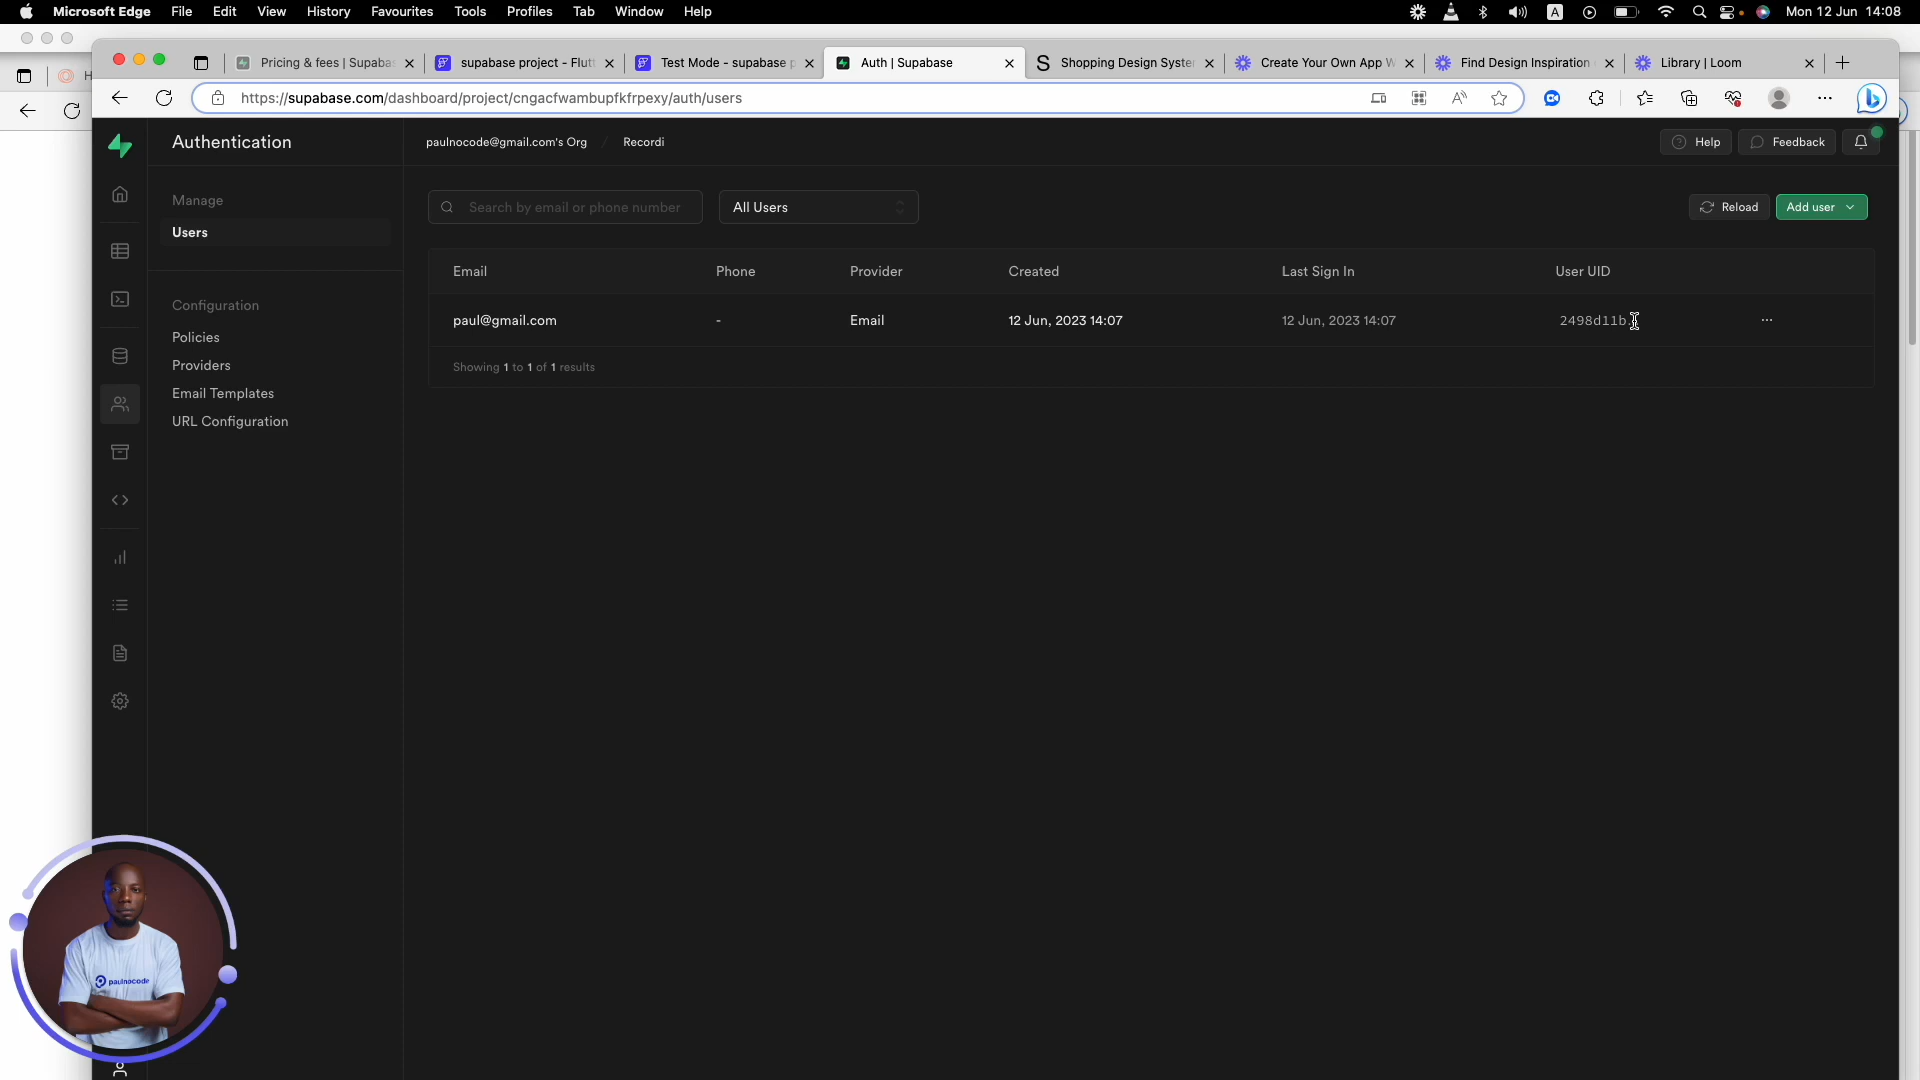 Microsoft Edge File Edit View History Favourites Tools Profiles Tab Window Help A Mon 12 Jun 14:08
Pricing & fees | Supaba supabase project - Flutt Test Mode - supabase p Auth | Supabase Shopping Design Syste Create Your Own App W Find Design Inspiration Library | Loom
H
https://supabase.com/dashboard/project/cngacfwambupfkfrpexy/auth/users
Authentication
paulnocode@gmail.com's Org / Recordi
Help Feedback
Manage
Users
Search by email or phone number
All Users
Reload Add user
Email Phone Provider Created Last Sign In User UID
paul@gmail.com - Email 12 Jun, 2023 14:07 12 Jun, 2023 14:07 2498d11b ...
Showing 1 to 1 of 1 results
Configuration
Policies
Providers
Email Templates
URL Configuration
paulnocode